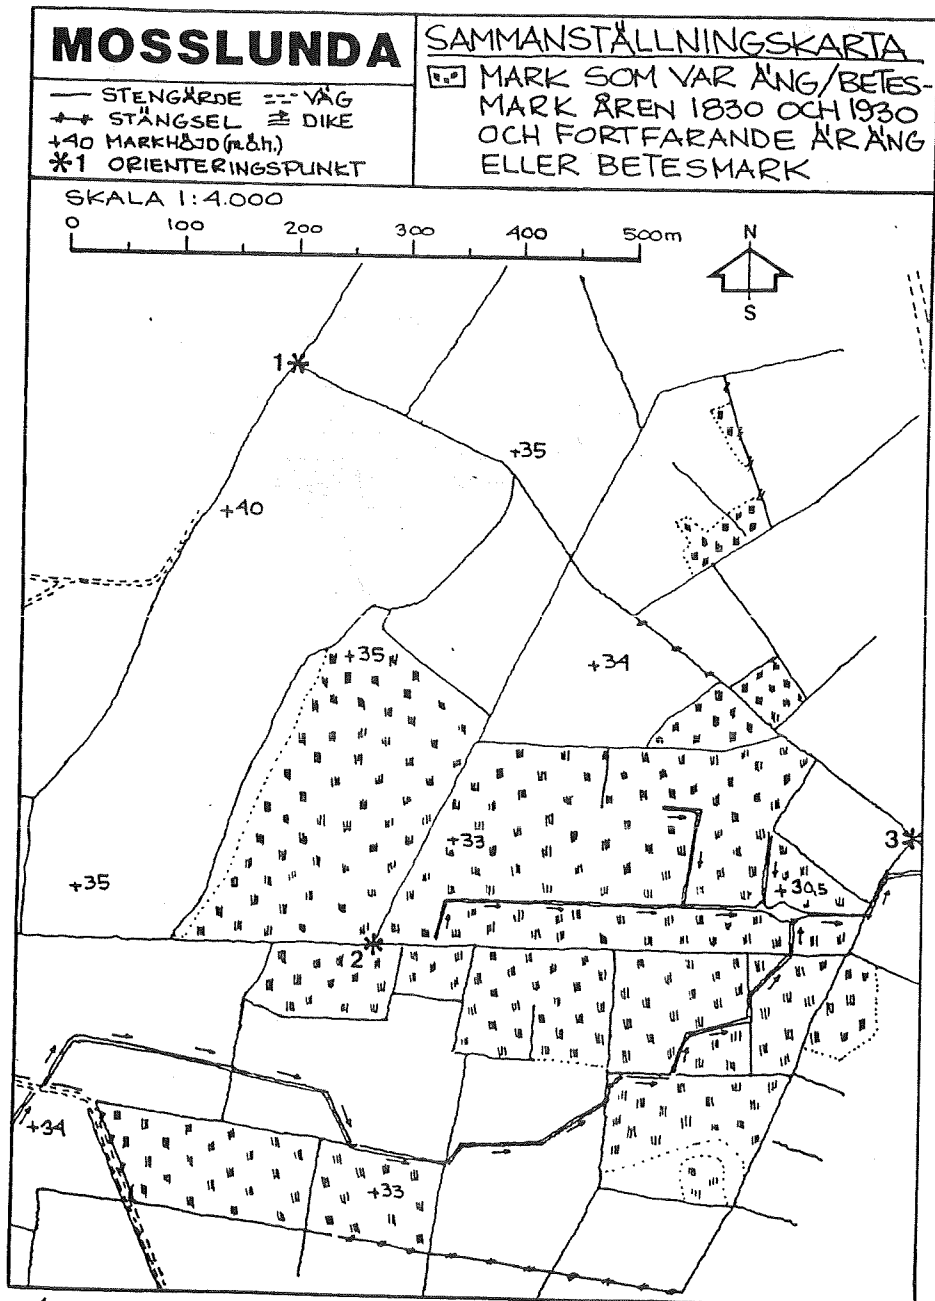 MOSSLUNDA
STENGÄRDE VÄG
STÄNGSEL DIKE
+40 MARKHÖJD (m.ö.h.)
*1 ORIENTERINGSPUNKT
SAMMANSTÄLLNINGSKARTA
MARK SOM VAR ÄNG/BETES-
MARK ÅREN 1830 OCH 1930
OCH FORTFARANDE ÄR ÄNG
ELLER BETESMARK
SKALA 1:4.000
0 100 200 300 400 500m
N
S
1
+35
+40
+35
+34
+33
3
+35
+30,5
2
+34
+33